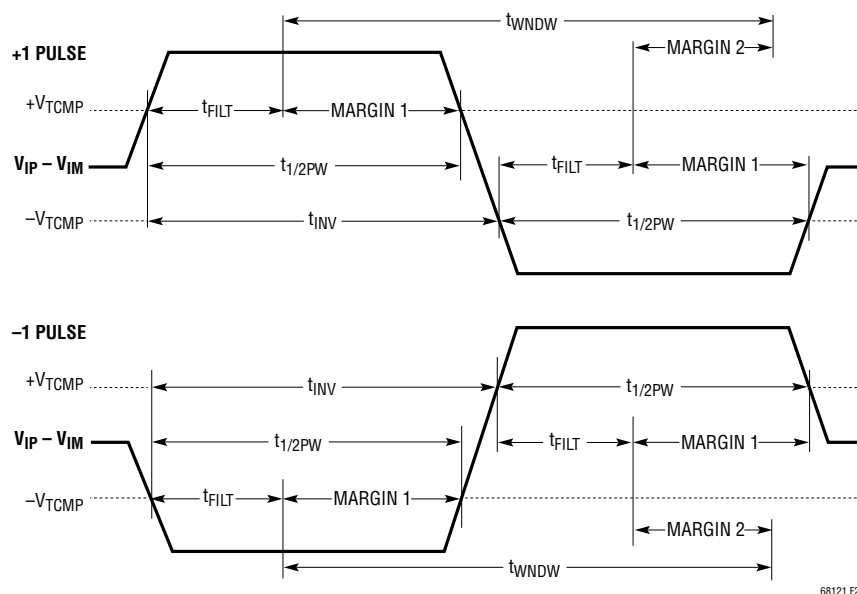 tWNDW
+1 PULSE
MARGIN 2
+VTCMP
tFILT
MARGIN 1
VIP – VIM
t1/2PW
tFILT
MARGIN 1
–VTCMP
tINV
t1/2PW
–1 PULSE
+VTCMP
tINV
t1/2PW
VIP – VIM
t1/2PW
tFILT
MARGIN 1
–VTCMP
tFILT
MARGIN 1
MARGIN 2
tWNDW